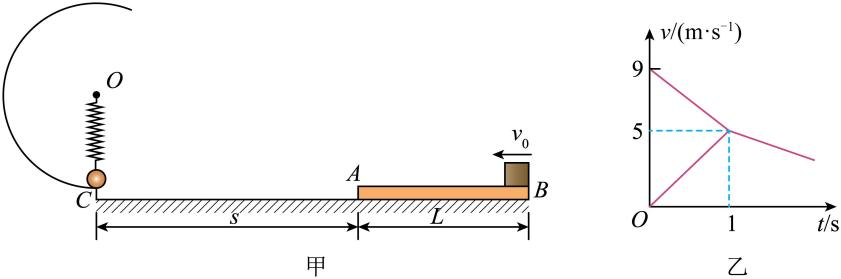 O
C
A
v₀
B
s
L
甲
v/(m·s⁻¹)
9
5
O
1
t/s
乙